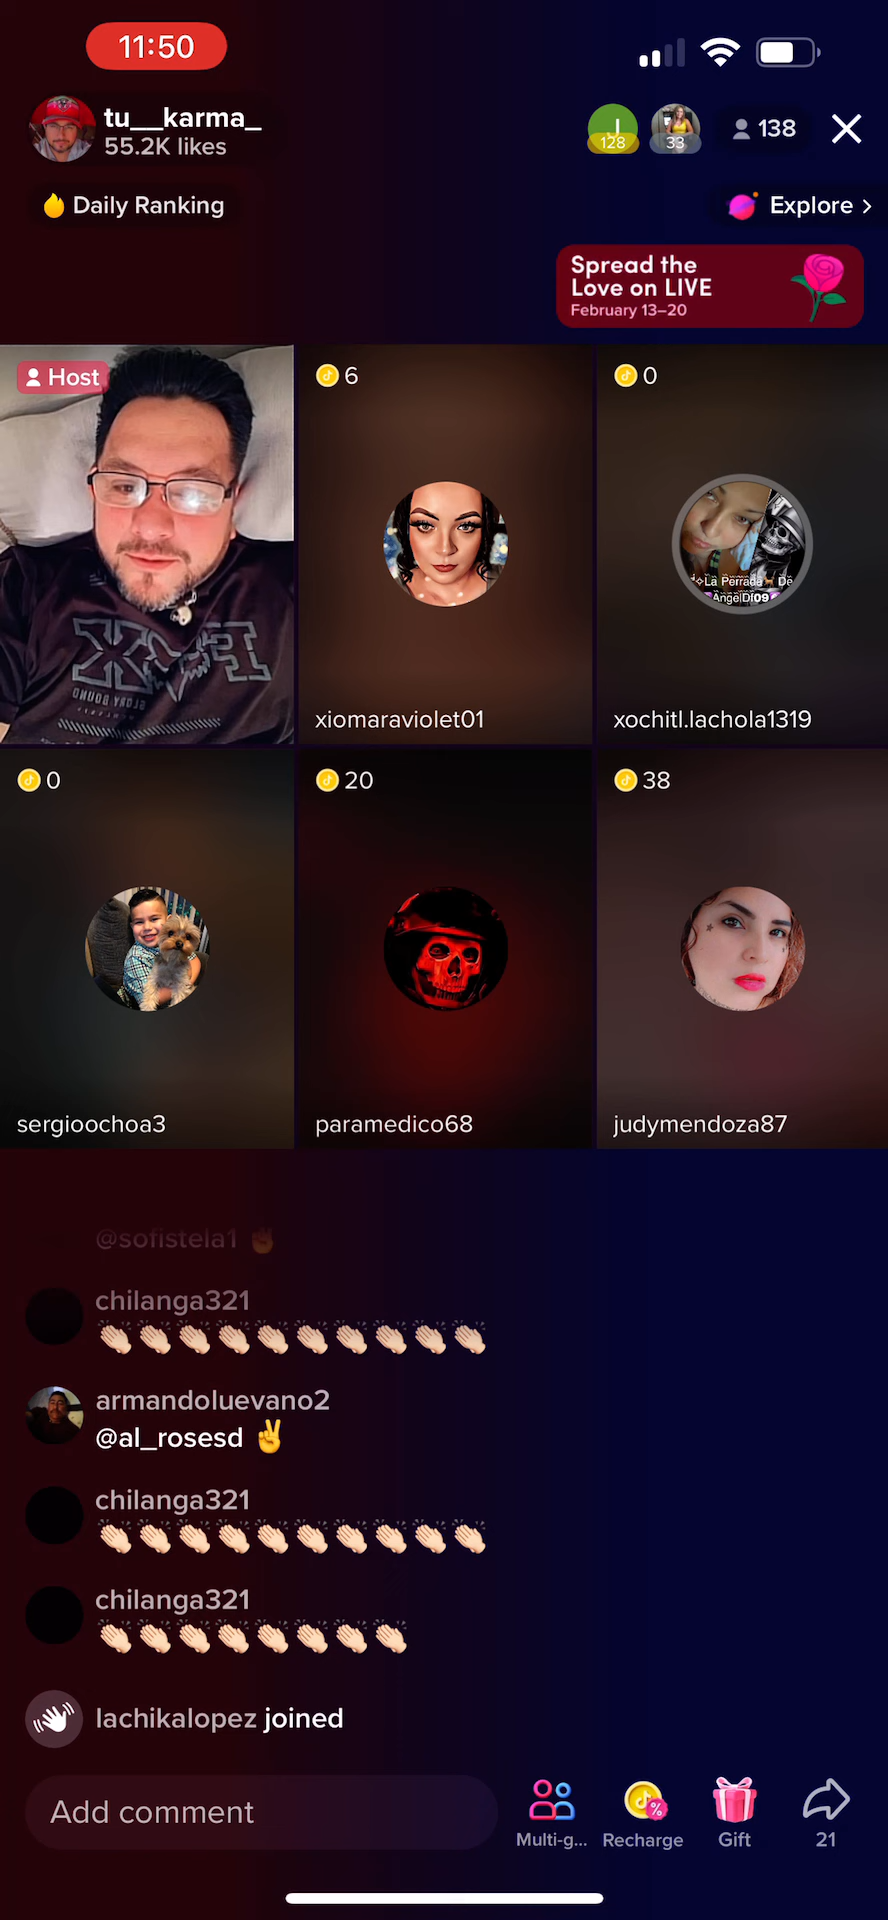 11:50
tu__karma_
55.2K likes
128
33
138
Daily Ranking
Explore >
Spread the
Love on LIVE
February 13–20
Host
6
0
xiomaraviolet01
xochitl.lachola1319
0
20
38
sergioochoa3
paramedico68
judymendoza87
@sofistela1 ✌️
chilanga321
👏🏻👏🏻👏🏻👏🏻👏🏻👏🏻👏🏻👏🏻👏🏻👏🏻
armandoluevano2
@al_rosesd ✌️
chilanga321
👏🏻👏🏻👏🏻👏🏻👏🏻👏🏻👏🏻👏🏻👏🏻👏🏻
chilanga321
👏🏻👏🏻👏🏻👏🏻👏🏻👏🏻👏🏻👏🏻
lachikalopez joined
Add comment
Multi-g...
Recharge
Gift
21